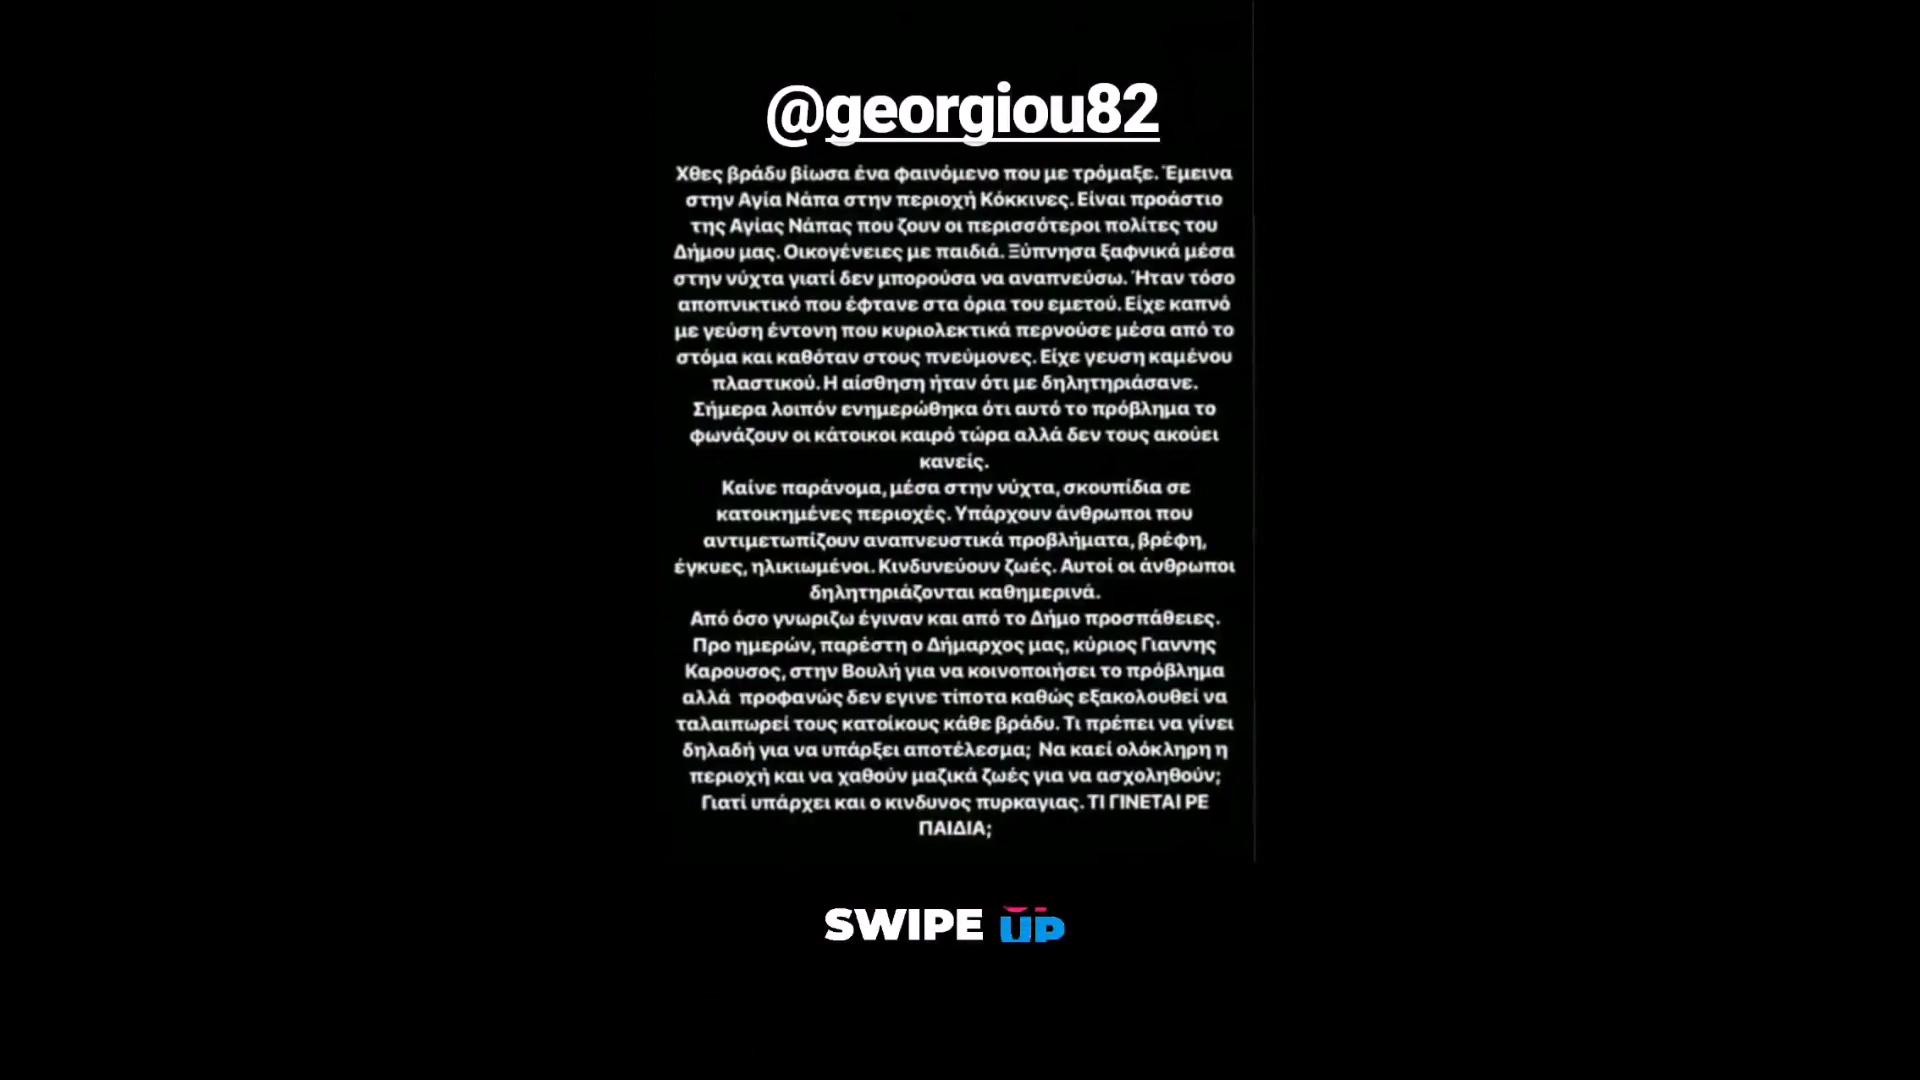 @georgiou82
Χθες βράδυ βίωσα ένα φαινόμενο που με τρόμαξε. Έμεινα
στην Αγία Νάπα στην περιοχή Κόκκινες. Είναι προάστιο
της Αγίας Νάπας που ζουν οι περισσότεροι πολίτες του
Δήμου μας. Οικογένειες με παιδιά. Ξύπνησα ξαφνικά μέσα
στην νύχτα γιατί δεν μπορούσα να αναπνεύσω. Ήταν τόσο
αποπνικτικό που έφτανε στα όρια του εμετού. Είχε καπνό
με γεύση έντονη που κυριολεκτικά περνούσε μέσα από το
στόμα και καθόταν στους πνεύμονες. Είχε γευση καμένου
πλαστικού. Η αίσθηση ήταν ότι με δηλητηριάσανε.
Σήμερα λοιπόν ενημερώθηκα ότι αυτό το πρόβλημα το
φωνάζουν οι κάτοικοι καιρό τώρα αλλά δεν τους ακούει
κανείς.
Καίνε παράνομα, μέσα στην νύχτα, σκουπίδια σε
κατοικημένες περιοχές. Υπάρχουν άνθρωποι που
αντιμετωπίζουν αναπνευστικά προβλήματα, βρέφη,
έγκυες, ηλικιωμένοι. Κινδυνεύουν ζωές. Αυτοί οι άνθρωποι
δηλητηριάζονται καθημερινά.
Από όσο γνωριζω έγιναν και από το Δήμο προσπάθειες.
Προ ημερών, παρέστη ο Δήμαρχος μας, κύριος Γιαννης
Καρουσος, στην Βουλή για να κοινοποιήσει το πρόβλημα
αλλά προφανώς δεν εγινε τίποτα καθώς εξακολουθεί να
ταλαιπωρεί τους κατοίκους κάθε βράδυ. Τι πρέπει να γίνει
δηλαδή για να υπάρξει αποτέλεσμα; Να καεί ολόκληρη η
περιοχή και να χαθούν μαζικά ζωές για να ασχοληθούν;
Γιατί υπάρχει και ο κινδυνος πυρκαγιας. ΤΙ ΓΙΝΕΤΑΙ ΡΕ
ΠΑΙΔΙΑ;
SWIPE UP